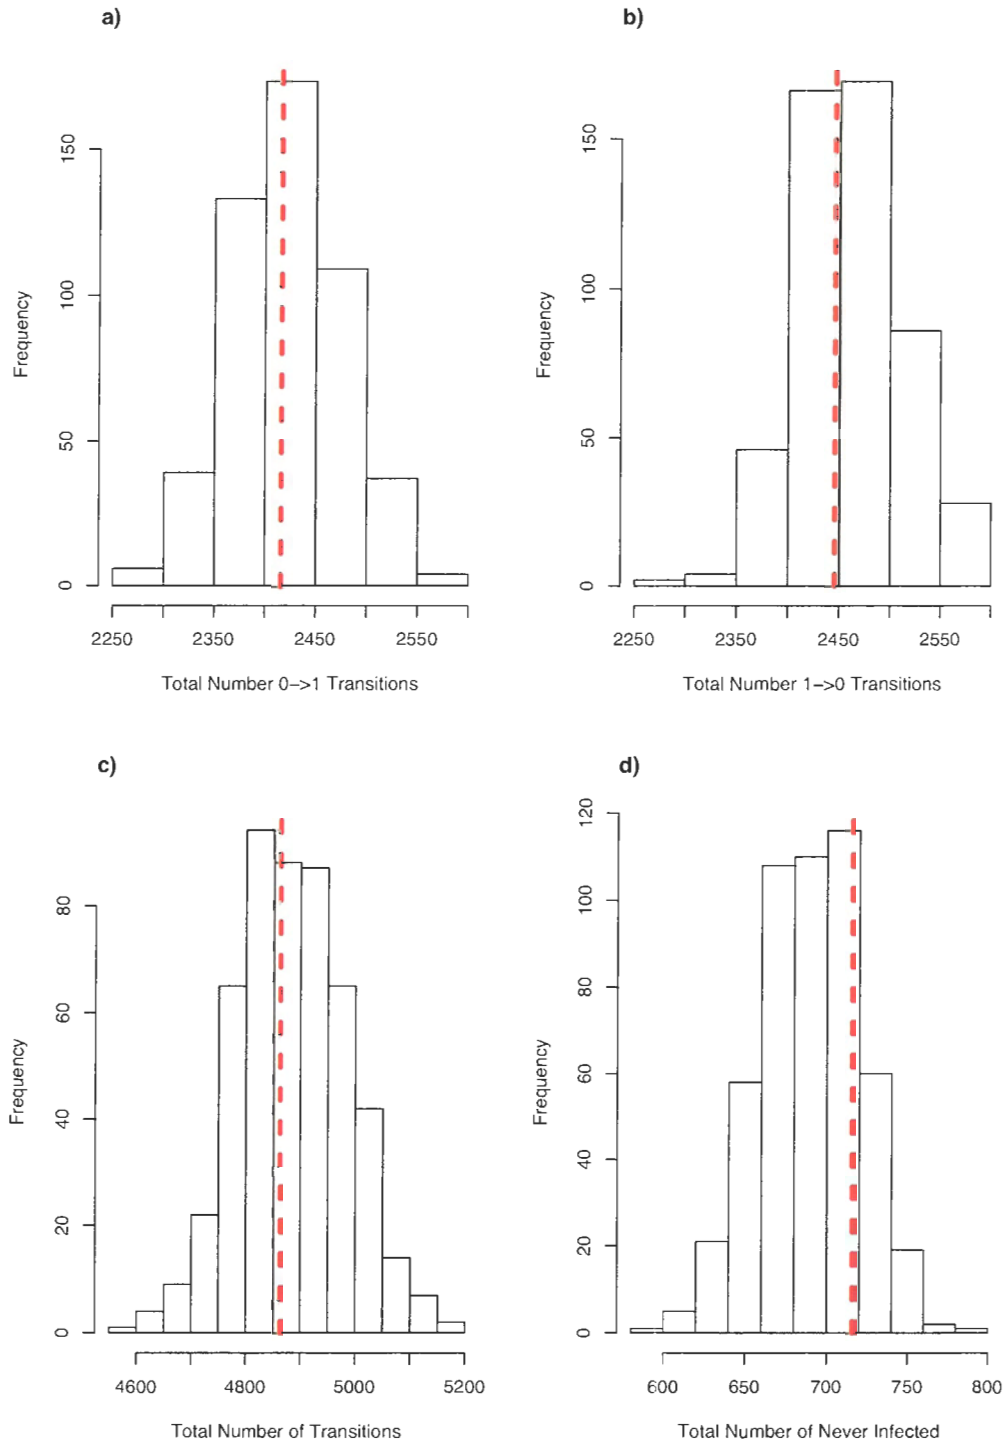 a)
Frequency
0
50
100
150
2250 2350 2450 2550
Total Number 0->1 Transitions
b)
Frequency
0
50
100
150
2250 2350 2450 2550
Total Number 1->0 Transitions
c)
Frequency
0
20
40
60
80
4600 4800 5000 5200
Total Number of Transitions
d)
Frequency
0
20
40
60
80
100
120
600 650 700 750 800
Total Number of Never Infected